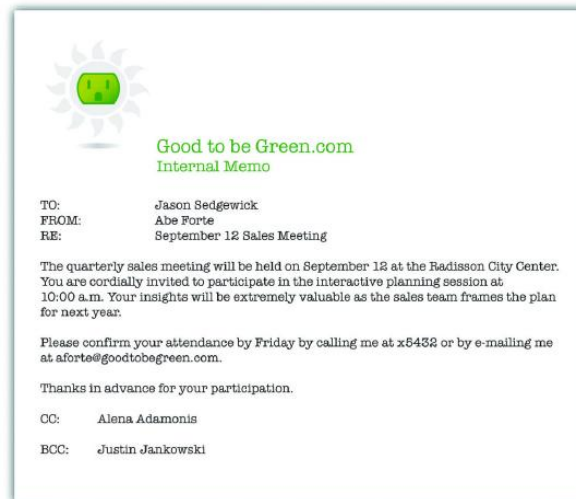 Good to be Green.com
Internal Memo
TO: Jason Sedgewick
FROM: Abe Forte
RE: September 12 Sales Meeting
The quarterly sales meeting will be held on September 12 at the Radisson City Center.
You are cordially invited to participate in the interactive planning session at
10:00 a.m. Your insights will be extremely valuable as the sales team frames the plan
for next year.
Please confirm your attendance by Friday by calling me at x5432 or by e-mailing me
at aforte@goodtobegreen.com.
Thanks in advance for your participation.
CC: Alena Adamonis
BCC: Justin Jankowski